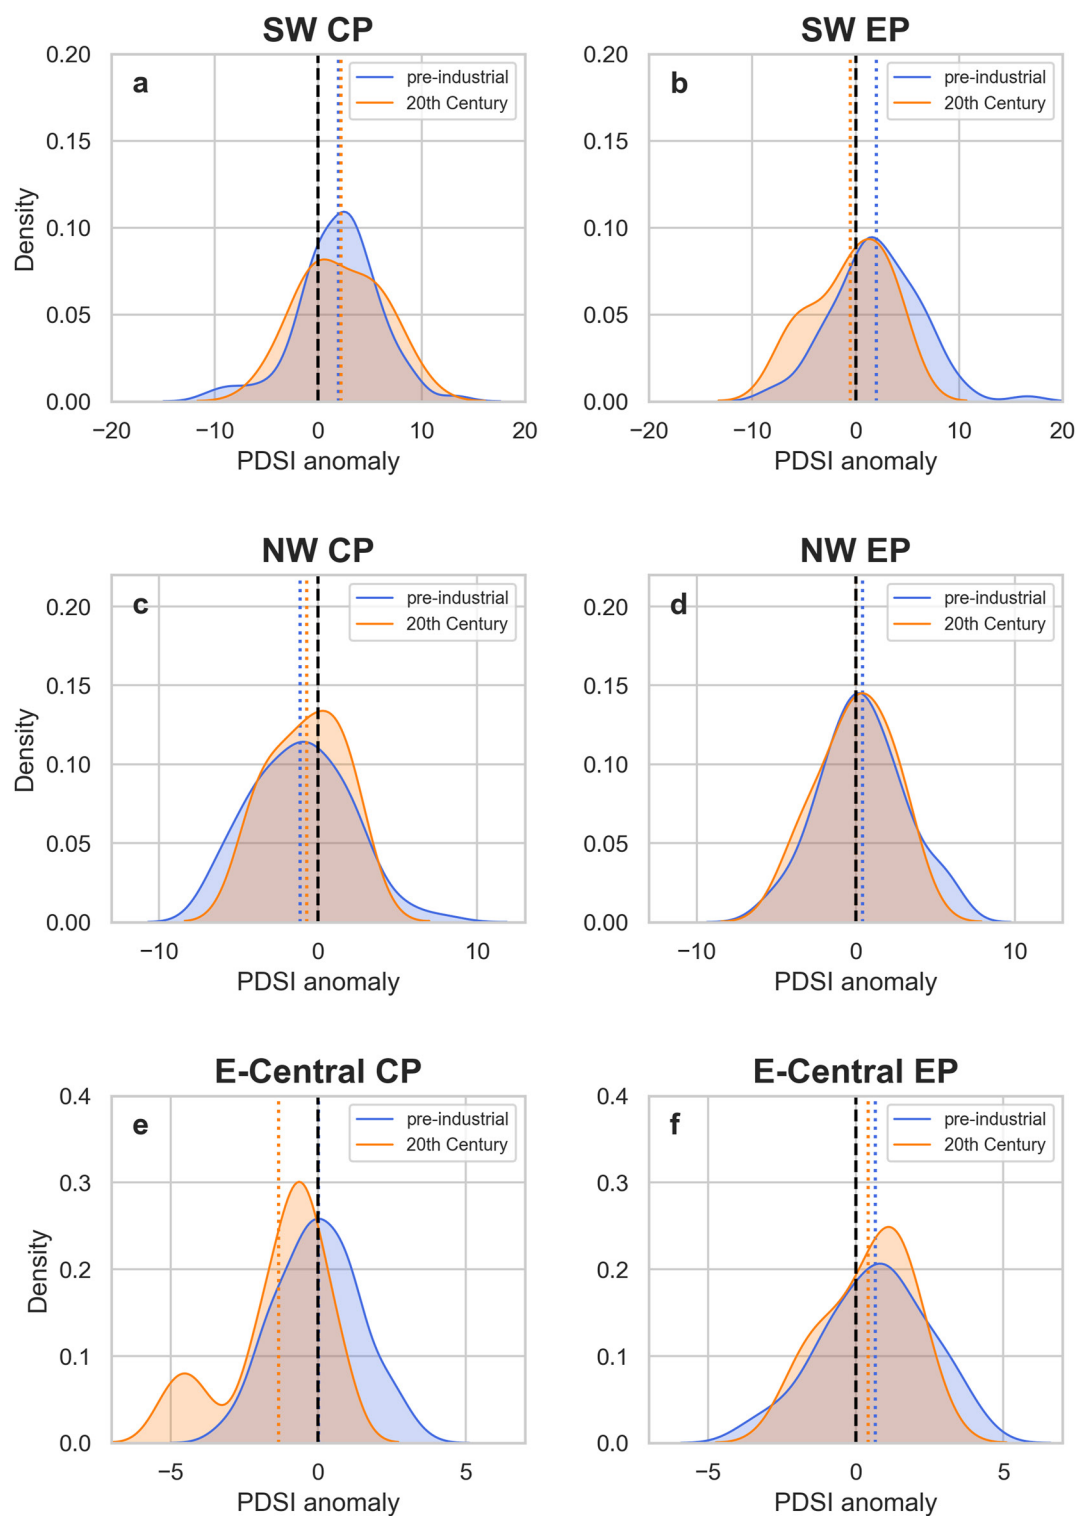 SW CP
SW EP
0.20
a
pre-industrial
20th Century
0.15
0.10
0.05
0.00
Density
−20
−10
0
10
20
PDSI anomaly
0.20
b
pre-industrial
20th Century
0.15
0.10
0.05
0.00
−20
−10
0
10
20
PDSI anomaly
NW CP
NW EP
c
pre-industrial
20th Century
0.20
0.15
0.10
0.05
0.00
Density
−10
0
10
PDSI anomaly
d
pre-industrial
20th Century
0.20
0.15
0.10
0.05
0.00
−10
0
10
PDSI anomaly
E-Central CP
E-Central EP
0.4
e
pre-industrial
20th Century
0.3
0.2
0.1
0.0
Density
−5
0
5
PDSI anomaly
0.4
f
pre-industrial
20th Century
0.3
0.2
0.1
0.0
−5
0
5
PDSI anomaly